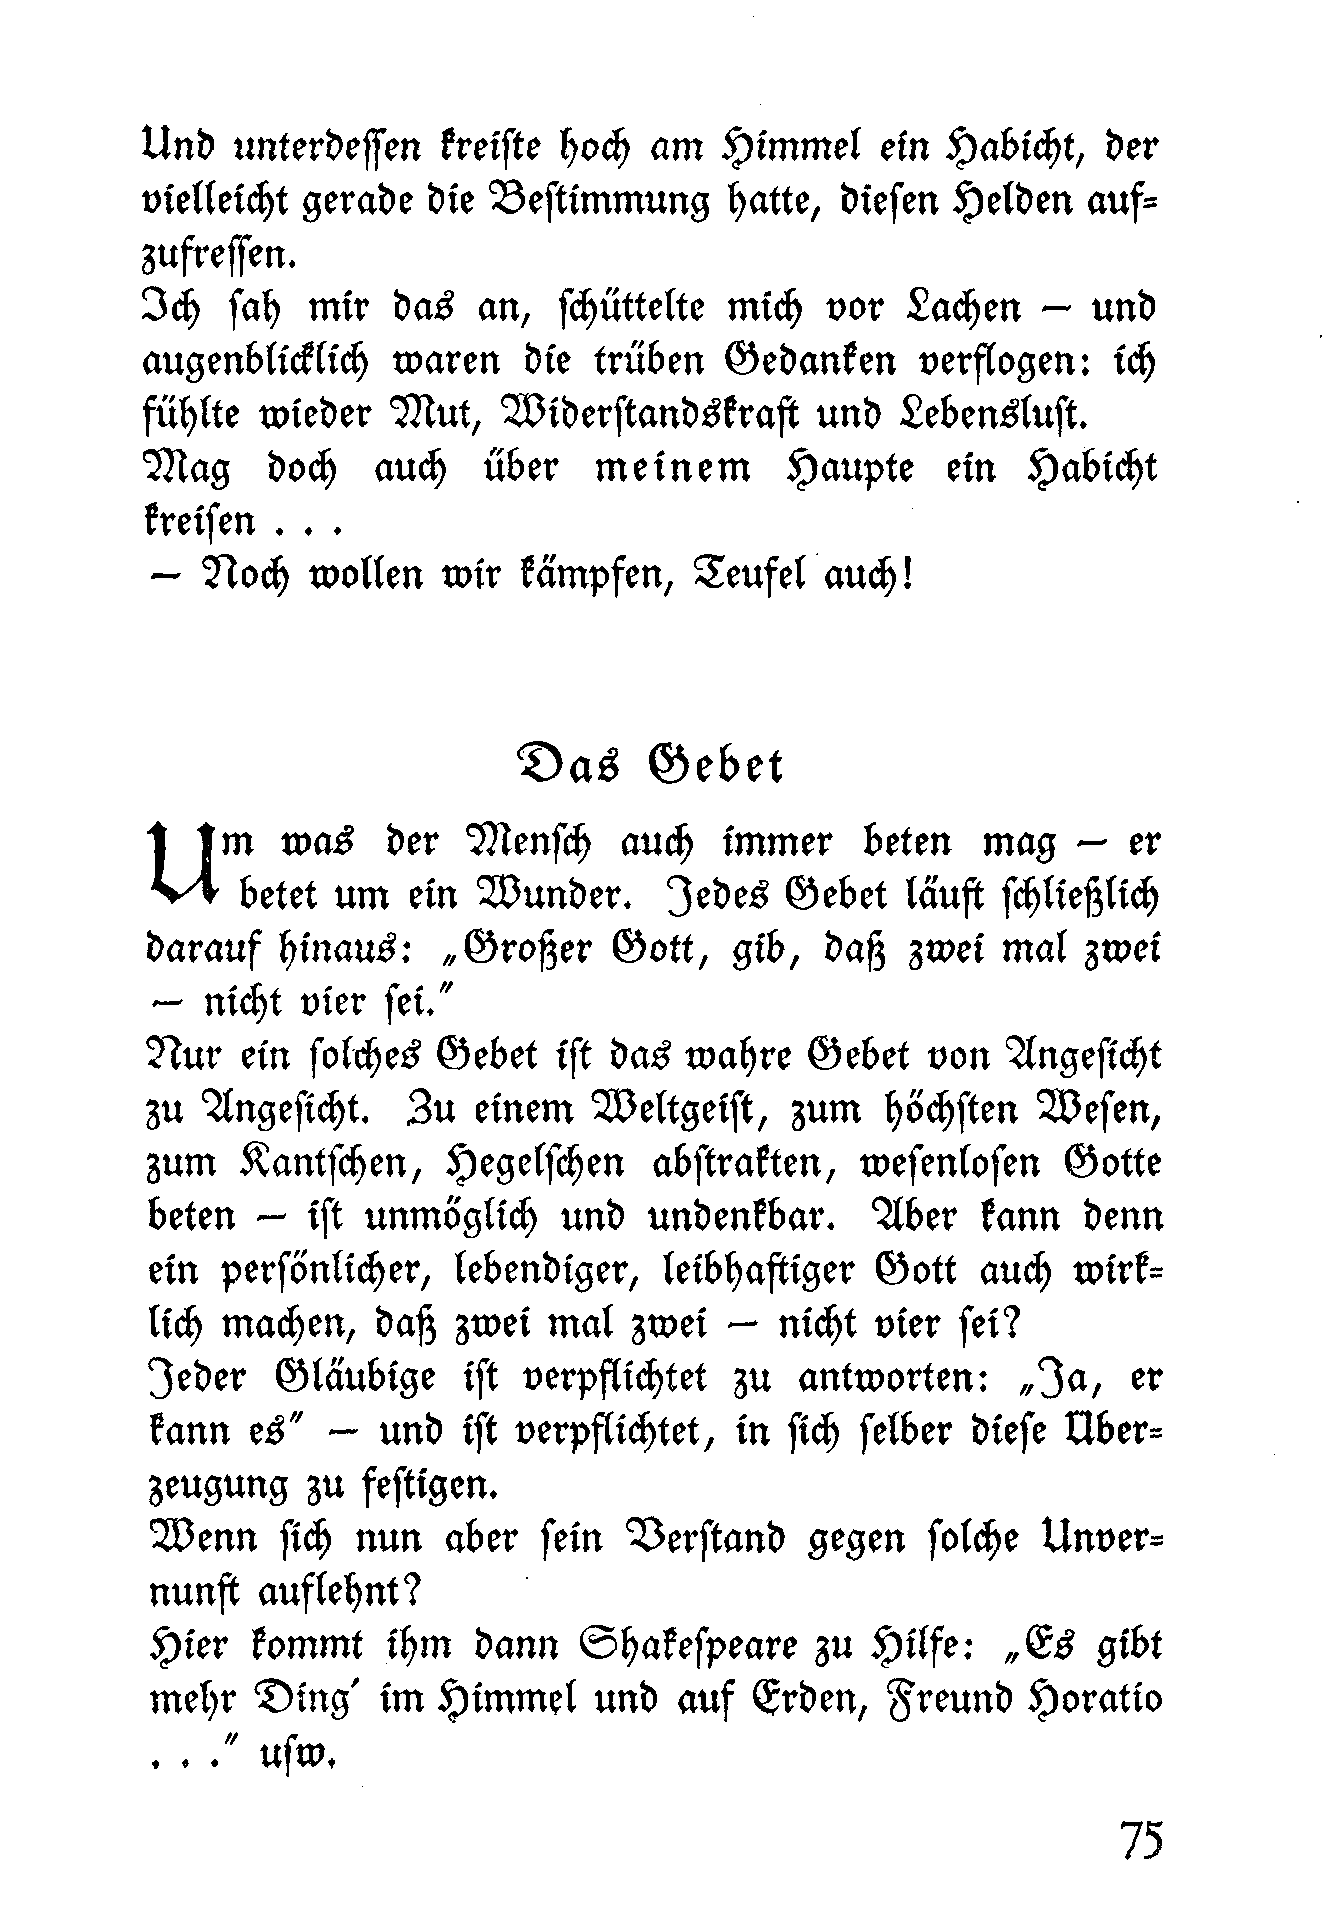 Und unterdessen kreiste hoch am Himmel ein Habicht, der
vielleicht gerade die Bestimmung hatte, diesen Helden auf-
zufressen.
Ich sah mir das an, schüttelte mich vor Lachen — und
augenblicklich waren die trüben Gedanken verflogen: ich
fühlte wieder Mut, Widerstandskraft und Lebenslust.
Mag doch auch über meinem Haupte ein Habicht
kreisen . . .
— Noch wollen wir kämpfen, Teufel auch!
Das Gebet
Um was der Mensch auch immer beten mag — er
betet um ein Wunder. Jedes Gebet läuft schließlich
darauf hinaus: „Großer Gott, gib, daß zwei mal zwei
— nicht vier sei.“
Nur ein solches Gebet ist das wahre Gebet von Angesicht
zu Angesicht. Zu einem Weltgeist, zum höchsten Wesen,
zum Kantschen, Hegelschen abstrakten, wesenlosen Gotte
beten — ist unmöglich und undenkbar. Aber kann denn
ein persönlicher, lebendiger, leibhaftiger Gott auch wirk-
lich machen, daß zwei mal zwei — nicht vier sei?
Jeder Gläubige ist verpflichtet zu antworten: „Ja, er
kann es“ — und ist verpflichtet, in sich selber diese Über-
zeugung zu festigen.
Wenn sich nun aber sein Verstand gegen solche Unver-
nunft auflehnt?
Hier kommt ihm dann Shakespeare zu Hilfe: „Es gibt
mehr Ding' im Himmel und auf Erden, Freund Horatio
. . .“ usw.
75